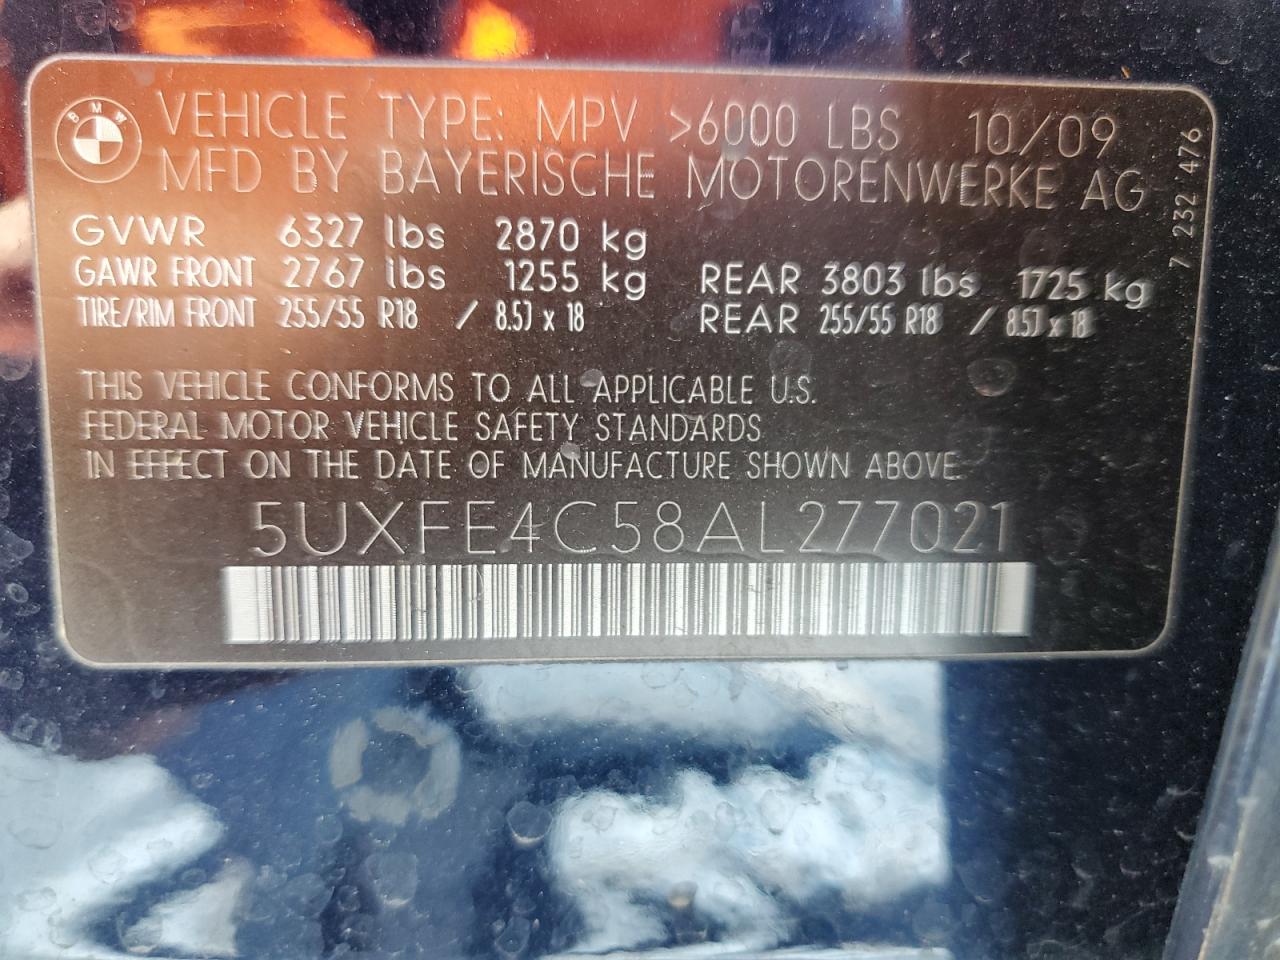 BMW
VEHICLE TYPE: MPV >6000 LBS 10/09
MFD BY BAYERISCHE MOTORENWERKE AG
7 232 476
GVWR 6327 lbs 2870 kg
GAWR FRONT 2767 lbs 1255 kg REAR 3803 lbs 1725 kg
TIRE/RIM FRONT 255/55 R18 / 8.5J x 18 REAR 255/55 R18 / 8.5J x 18
THIS VEHICLE CONFORMS TO ALL APPLICABLE U.S.
FEDERAL MOTOR VEHICLE SAFETY STANDARDS
IN EFFECT ON THE DATE OF MANUFACTURE SHOWN ABOVE.
5UXFE4C58AL277021